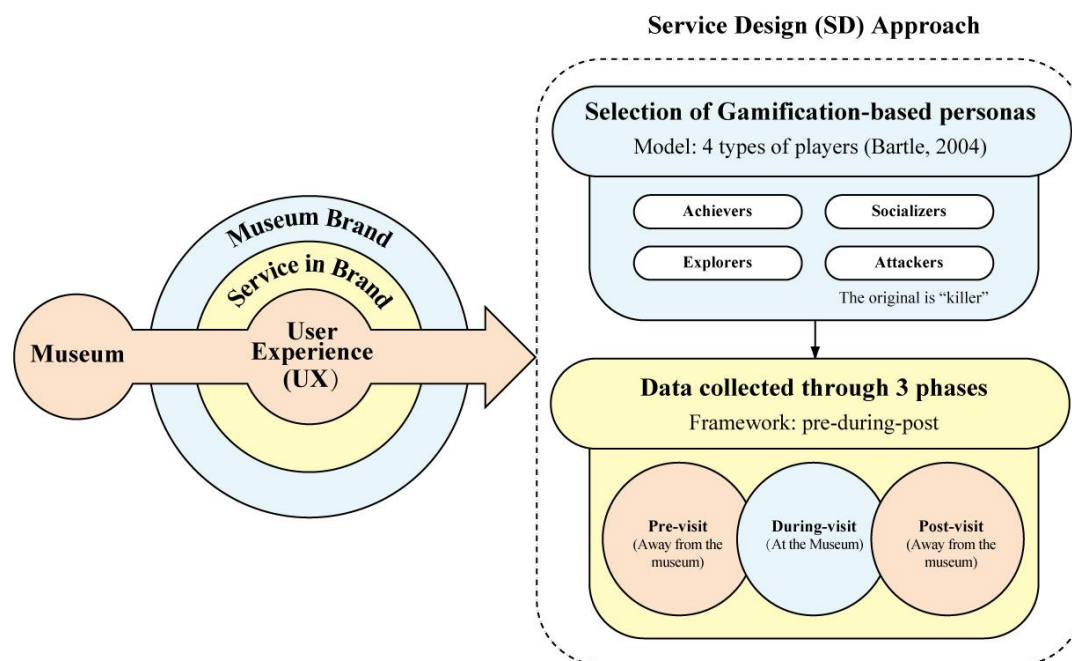 Service Design (SD) Approach
Selection of Gamification-based personas
Model: 4 types of players (Bartle, 2004)
Achievers
Socializers
Explorers
Attackers
The original is “killer”
Museum Brand
Service in Brand
Museum
User
Experience
(UX）
Data collected through 3 phases
Framework: pre-during-post
Pre-visit
(Away from the
museum)
During-visit
(At the Museum)
Post-visit
(Away from the
museum)